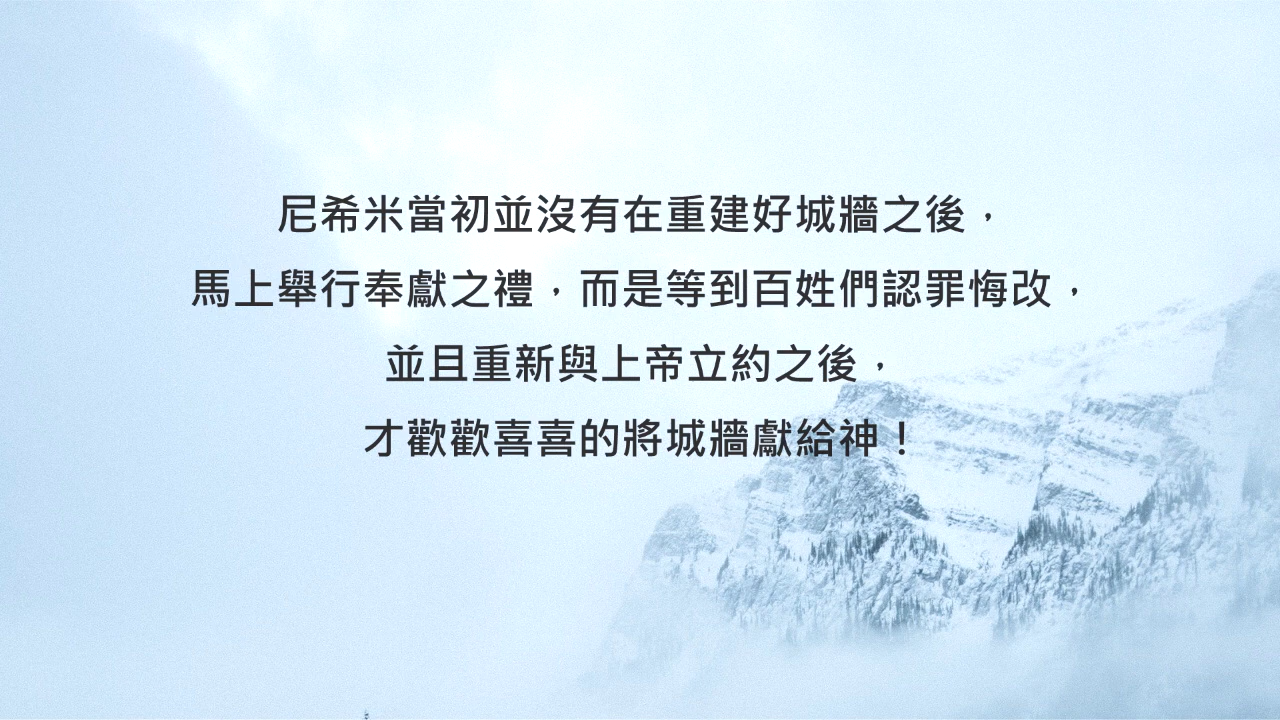 尼希米當初並沒有在重建好城牆之後，
馬上舉行奉獻之禮，而是等到百姓們認罪悔改，
並且重新與上帝立約之後，
才歡歡喜喜的將城牆獻給神！